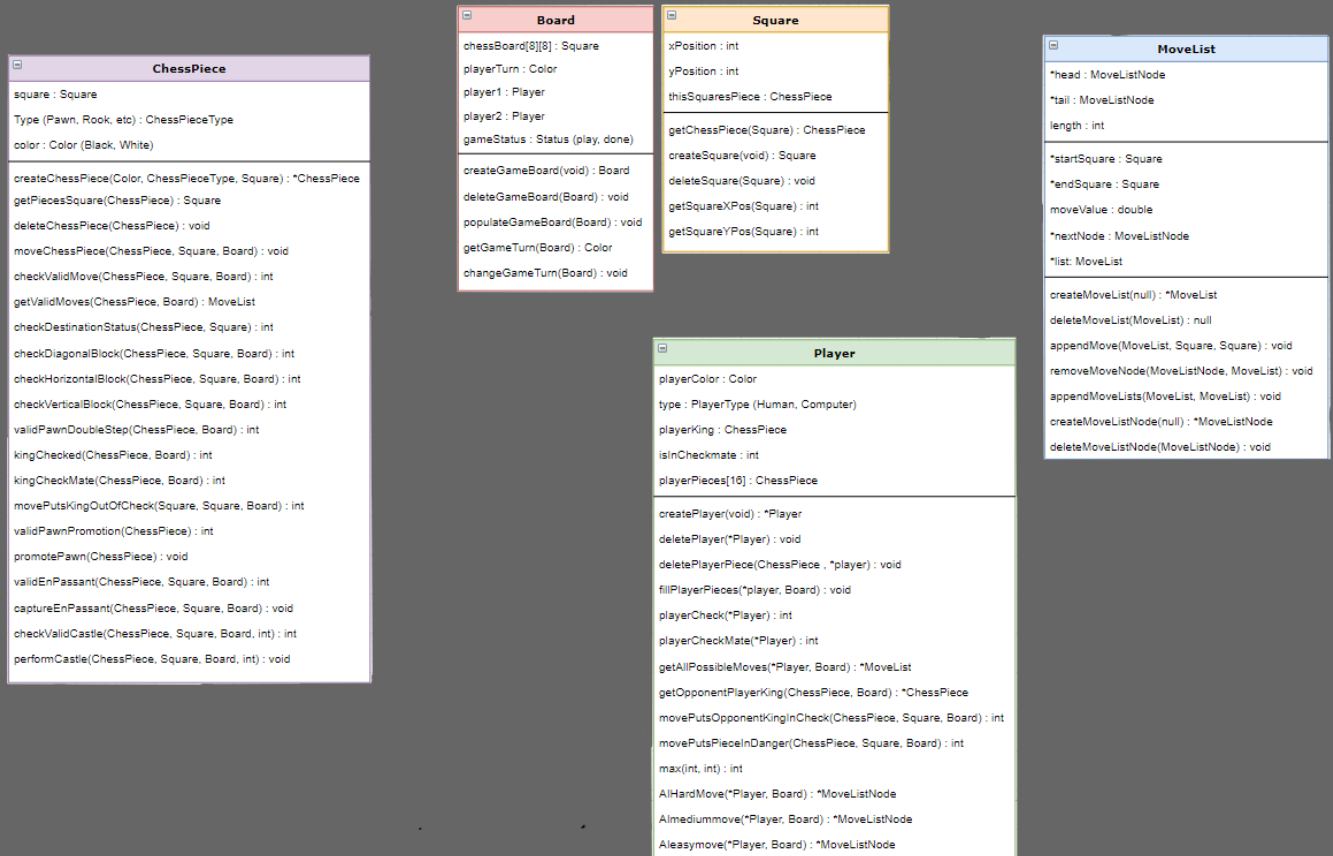 ChessPiece
square : Square
Type (Pawn, Rook, etc) : ChessPieceType
color : Color (Black, White)
createChessPiece(Color, ChessPieceType, Square) : *ChessPiece
getPiecesSquare(ChessPiece) : Square
deleteChessPiece(ChessPiece) : void
moveChessPiece(ChessPiece, Square, Board) : void
checkValidMove(ChessPiece, Square, Board) : int
getValidMoves(ChessPiece, Board) : MoveList
checkDestinationStatus(ChessPiece, Square) : int
checkDiagonalBlock(ChessPiece, Square, Board) : int
checkHorizontalBlock(ChessPiece, Square, Board) : int
checkVerticalBlock(ChessPiece, Square, Board) : int
validPawnDoubleStep(ChessPiece, Board) : int
kingChecked(ChessPiece, Board) : int
kingCheckMate(ChessPiece, Board) : int
movePutsKingOutOfCheck(Square, Square, Board) : int
validPawnPromotion(ChessPiece) : int
promotePawn(ChessPiece) : void
validEnPassant(ChessPiece, Square, Board) : int
captureEnPassant(ChessPiece, Square, Board) : void
checkValidCastle(ChessPiece, Square, Board, int) : int
performCastle(ChessPiece, Square, Board, int) : void
Board
chessBoard[8][8] : Square
playerTurn : Color
player1 : Player
player2 : Player
gameStatus : Status (play, done)
createGameBoard(void) : Board
deleteGameBoard(Board) : void
populateGameBoard(Board) : void
getGameTurn(Board) : Color
changeGameTurn(Board) : void
Square
xPosition : int
yPosition : int
thisSquaresPiece : ChessPiece
getChessPiece(Square) : ChessPiece
createSquare(void) : Square
deleteSquare(Square) : void
getSquareXPos(Square) : int
getSquareYPos(Square) : int
Player
playerColor : Color
type : PlayerType (Human, Computer)
playerKing : ChessPiece
isInCheckmate : int
playerPieces[16] : ChessPiece
createPlayer(void) : *Player
deletePlayer(*Player) : void
deletePlayerPiece(ChessPiece , *player) : void
fillPlayerPieces(*player, Board) : void
playerCheck(*Player) : int
playerCheckMate(*Player) : int
getAllPossibleMoves(*Player, Board) : *MoveList
getOpponentPlayerKing(ChessPiece, Board) : *ChessPiece
movePutsOpponentKingInCheck(ChessPiece, Square, Board) : int
movePutsPieceInDanger(ChessPiece, Square, Board) : int
max(int, int) : int
AIHardMove(*Player, Board) : *MoveListNode
AImediummove(*Player, Board) : *MoveListNode
AIeasymove(*Player, Board) : *MoveListNode
MoveList
*head : MoveListNode
*tail : MoveListNode
length : int
*startSquare : Square
*endSquare : Square
moveValue : double
*nextNode : MoveListNode
*list: MoveList
createMoveList(null) : *MoveList
deleteMoveList(MoveList) : null
appendMove(MoveList, Square, Square) : void
removeMoveNode(MoveListNode, MoveList) : void
appendMoveLists(MoveList, MoveList) : void
createMoveListNode(null) : *MoveListNode
deleteMoveListNode(MoveListNode) : void